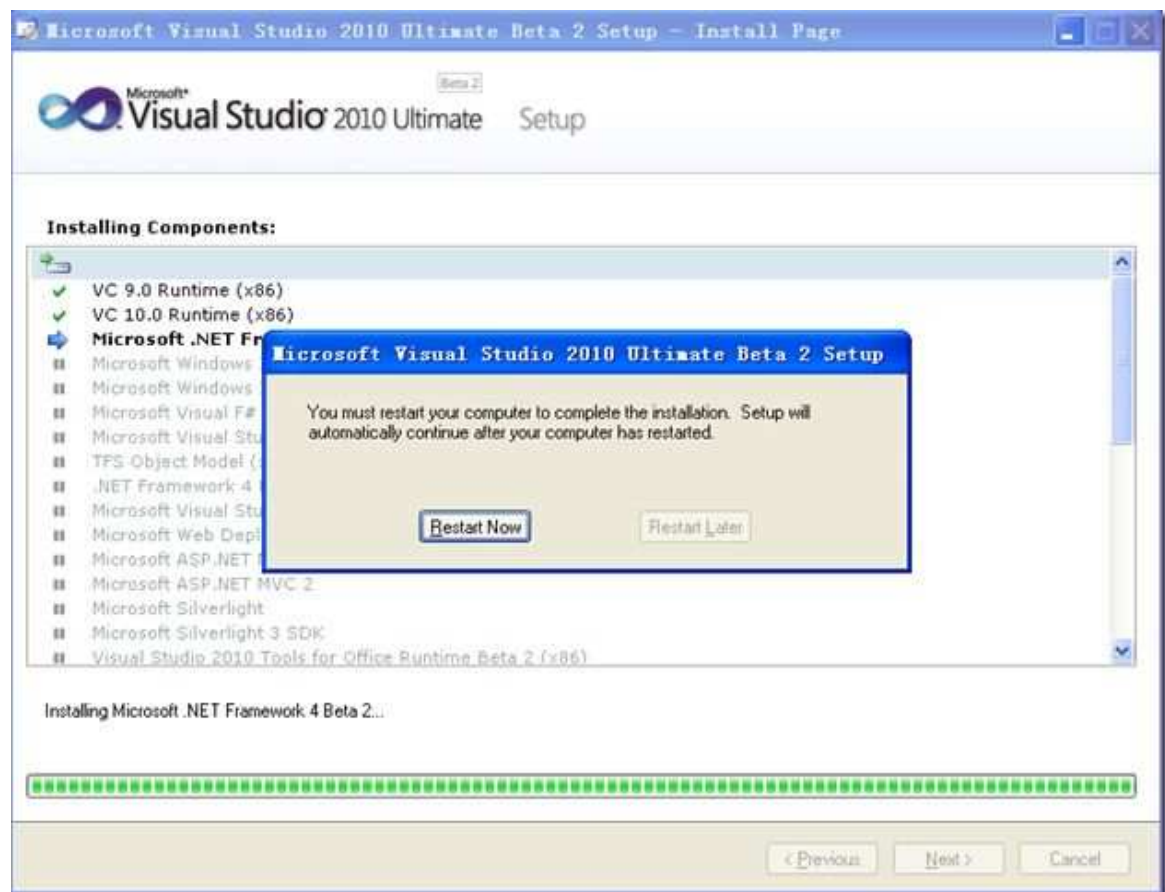 Microsoft Visual Studio 2010 Ultimate Beta 2 Setup - Install Page
Beta 2
Microsoft®
Visual Studio® 2010 Ultimate Setup
Installing Components:
VC 9.0 Runtime (x86)
VC 10.0 Runtime (x86)
Microsoft .NET Fr
Microsoft Windows
Microsoft Windows
Microsoft Visual F#
Microsoft Visual Stu
TFS Object Model (
.NET Framework 4
Microsoft Visual Stu
Microsoft Web Depl
Microsoft ASP.NET
Microsoft ASP.NET MVC 2
Microsoft Silverlight
Microsoft Silverlight 3 SDK
Visual Studio 2010 Tools for Office Runtime Beta 2 (x86)
Microsoft Visual Studio 2010 Ultimate Beta 2 Setup
You must restart your computer to complete the installation. Setup will
automatically continue after your computer has restarted.
Restart Now Restart Later
Installing Microsoft .NET Framework 4 Beta 2...
< Previous Next > Cancel